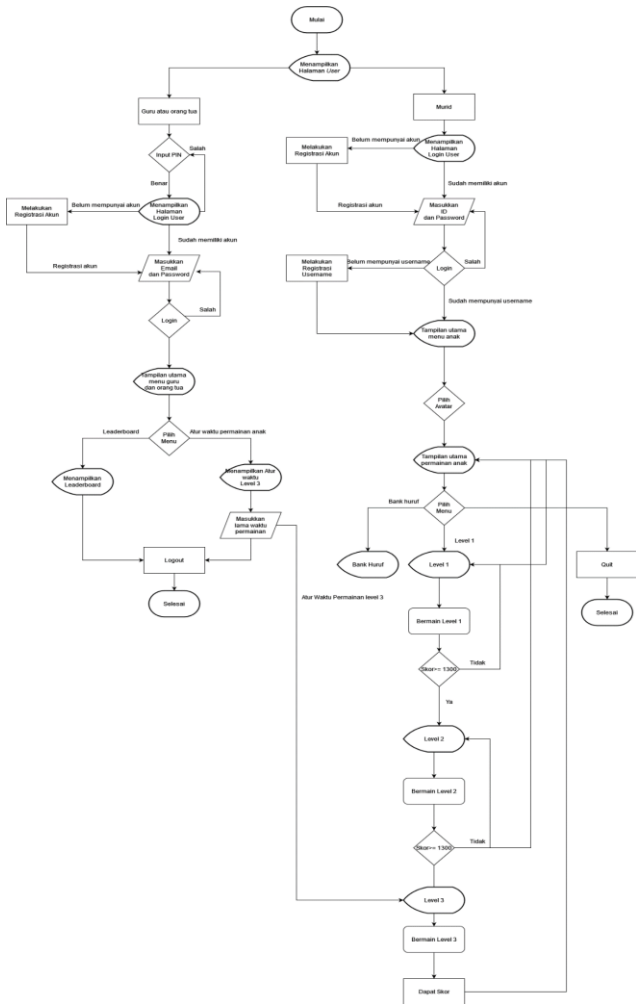 Mulai
Menampilkan
Halaman User
Guru atau orang tua
Murid
Input PIN
Salah
Benar
Melakukan
Registrasi Akun
Belum mempunyai akun
Menampilkan
Halaman
Login User
Melakukan
Registrasi Akun
Belum mempunyai akun
Menampilkan
Halaman
Login User
Sudah memiliki akun
Registrasi akun
Masukkan
ID
dan Password
Sudah memiliki akun
Registrasi akun
Masukkan
Email
dan Password
Melakukan
Registrasi
Username
Belum mempunyai username
Login
Salah
Salah
Login
Sudah mempunyai username
Tampilan utama
menu anak
Tampilan utama
menu guru
dan orang tua
Pilih
Avatar
Leaderboard
Pilih
Menu
Atur waktu permainan anak
Tampilan utama
permainan anak
Menampilkan
Leaderboard
Menampilkan Atur
waktu
Level 3
Bank huruf
Pilih
Menu
Masukkan
lama waktu
permainan
Level 1
Logout
Bank Huruf
Level 1
Quit
Selesai
Atur Waktu Permainan level 3
Selesai
Bermain Level 1
Skor>= 1300
Tidak
Ya
Level 2
Bermain Level 2
Skor>= 1300
Tidak
Level 3
Bermain Level 3
Dapat Skor